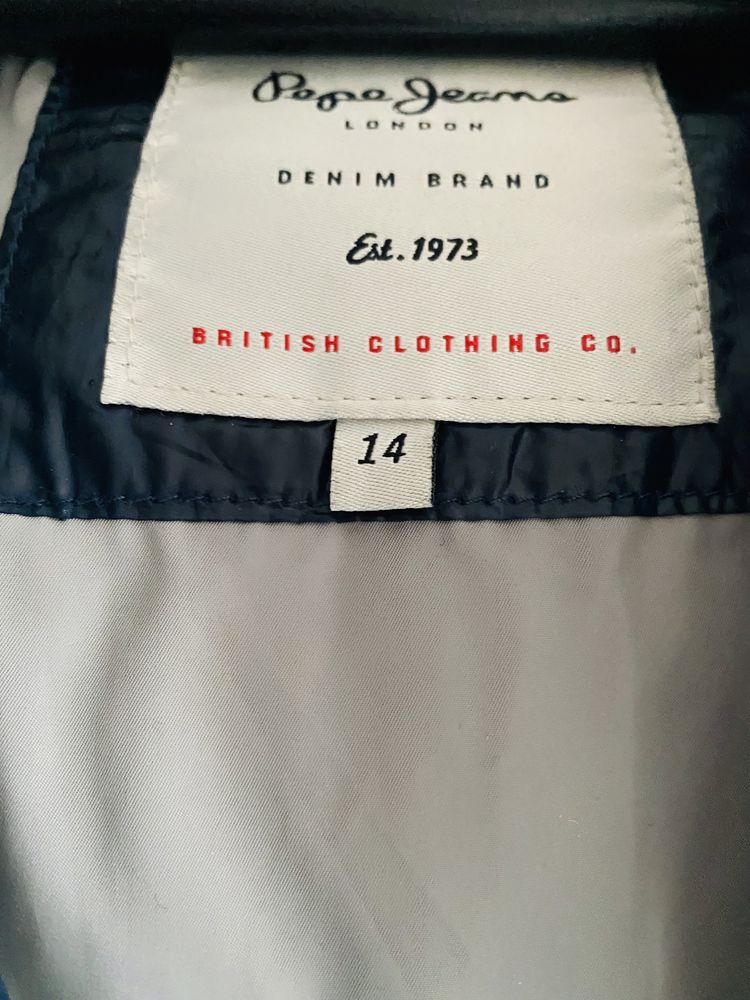 Pepe Jeans
LONDON
DENIM BRAND
Est. 1973
BRITISH CLOTHING CO.
14